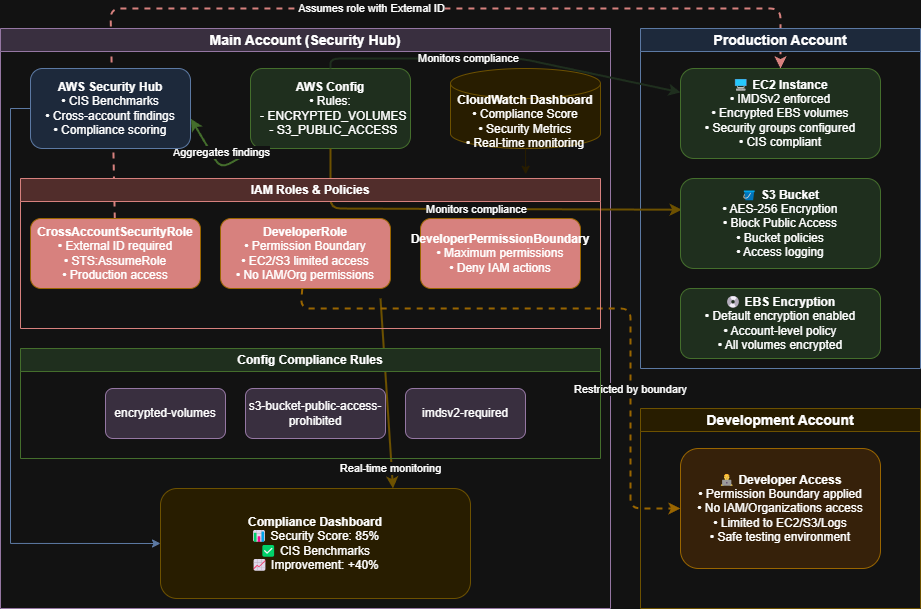 Assumes role with External ID
Main Account (Security Hub)
Monitors compliance
AWS Security Hub
• CIS Benchmarks
• Cross-account findings
• Compliance scoring
AWS Config
• Rules:
- ENCRYPTED_VOLUMES
- S3_PUBLIC_ACCESS
CloudWatch Dashboard
• Compliance Score
• Security Metrics
• Real-time monitoring
Aggregates findings
IAM Roles & Policies
Monitors compliance
CrossAccountSecurityRole
• External ID required
• STS:AssumeRole
• Production access
DeveloperRole
• Permission Boundary
• EC2/S3 limited access
• No IAM/Org permissions
DeveloperPermissionBoundary
• Maximum permissions
• Deny IAM actions
Config Compliance Rules
encrypted-volumes
s3-bucket-public-access-
prohibited
imdsv2-required
Real-time monitoring
Compliance Dashboard
📊 Security Score: 85%
✅ CIS Benchmarks
📈 Improvement: +40%
Production Account
EC2 Instance
• IMDSv2 enforced
• Encrypted EBS volumes
• Security groups configured
• CIS compliant
S3 Bucket
• AES-256 Encryption
• Block Public Access
• Bucket policies
• Access logging
EBS Encryption
• Default encryption enabled
• Account-level policy
• All volumes encrypted
Restricted by boundary
Development Account
Developer Access
• Permission Boundary applied
• No IAM/Organizations access
• Limited to EC2/S3/Logs
• Safe testing environment